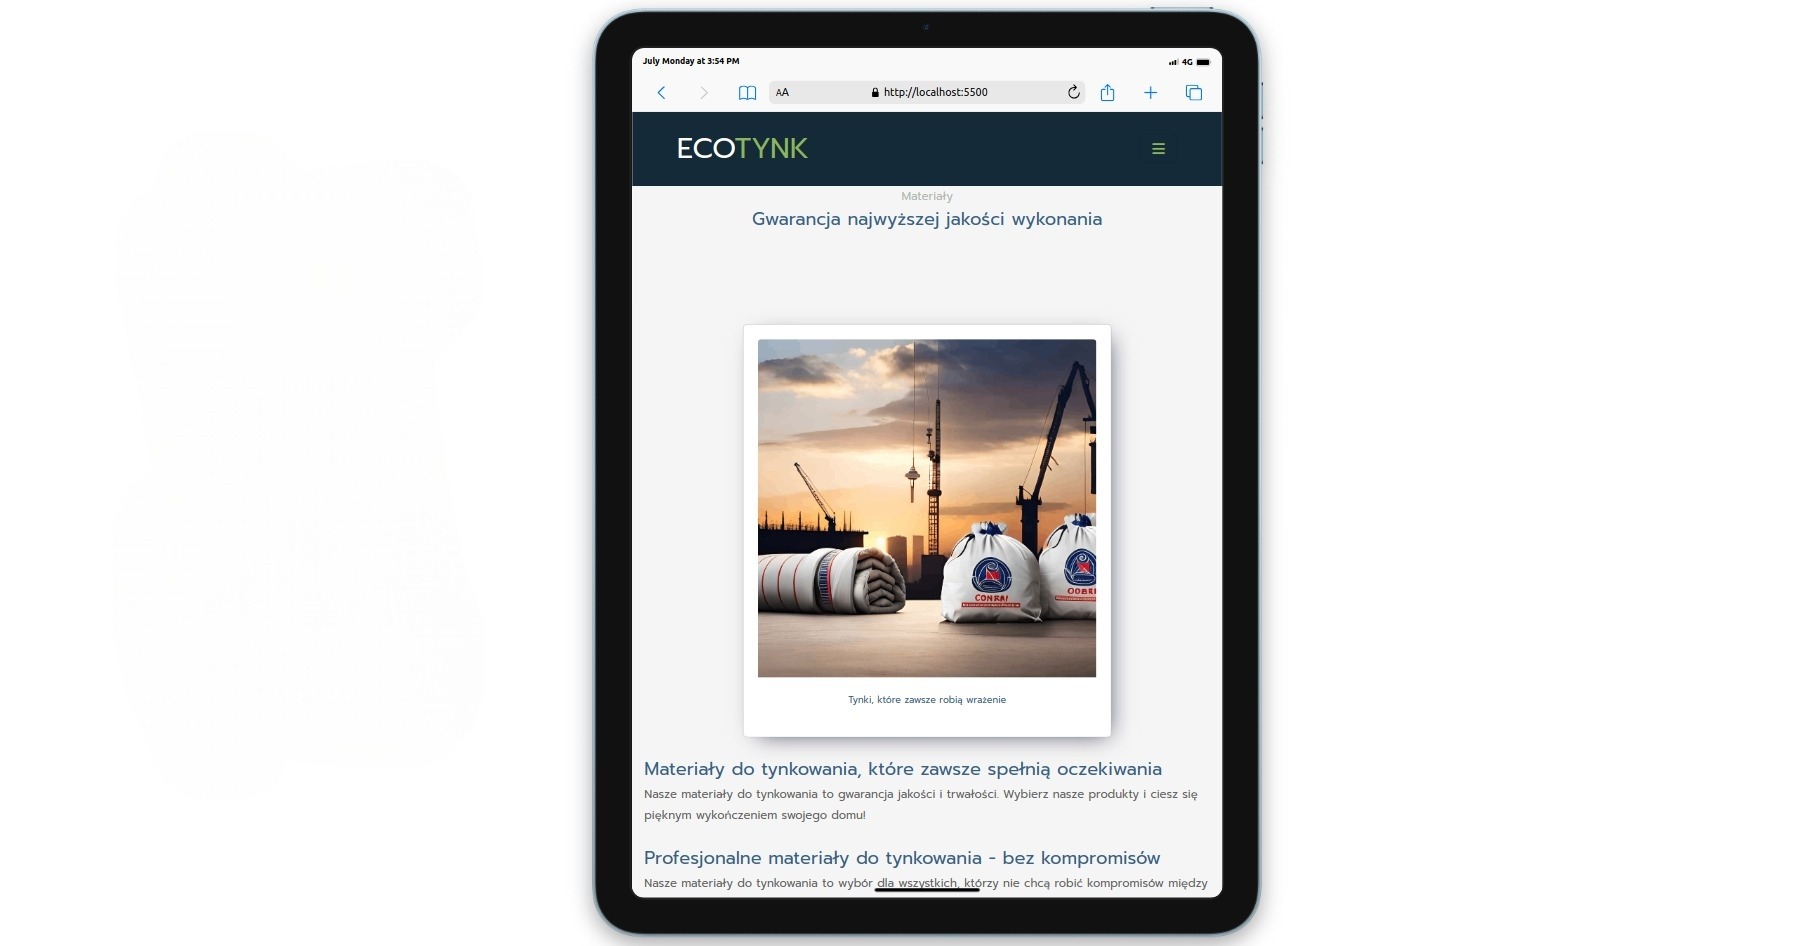 July Monday at 3:54 PM
4G
AA
http://localhost:5500
ECOTYNK
Materiały
Gwarancja najwyższej jakości wykonania
CONRAI
Tynki, które zawsze robią wrażenie
Materiały do tynkowania, które zawsze spełnią oczekiwania
Nasze materiały do tynkowania to gwarancja jakości i trwałości. Wybierz nasze produkty i ciesz się
pięknym wykończeniem swojego domu!
Profesjonalne materiały do tynkowania - bez kompromisów
Nasze materiały do tynkowania to wybór dla wszystkich, którzy nie chcą robić kompromisów między